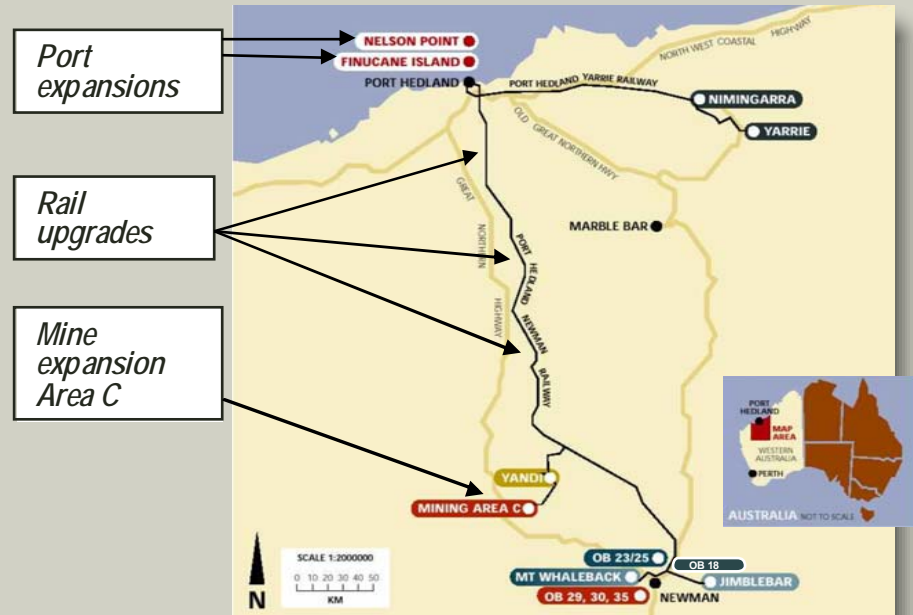 Port
expansions
Rail
upgrades
Mine
expansion
Area C
NELSON POINT
FINUCANE ISLAND
PORT HEDLAND
PORT HEDLAND YARRIE RAILWAY
NORTH WEST COASTAL HIGHWAY
NIMINGARRA
YARRIE
OLD GREAT NORTHERN HWY
MARBLE BAR
GREAT NORTHERN HIGHWAY
PORT HEDLAND NEWMAN RAILWAY
YANDI
MINING AREA C
OB 23/25
OB 18
MT WHALEBACK
JIMBLEBAR
OB 29, 30, 35
NEWMAN
N
SCALE 1:2000000
0 10 20 30 40 50
KM
PORT
HEDLAND
MAP
AREA
WESTERN
AUSTRALIA
PERTH
AUSTRALIA NOT TO SCALE